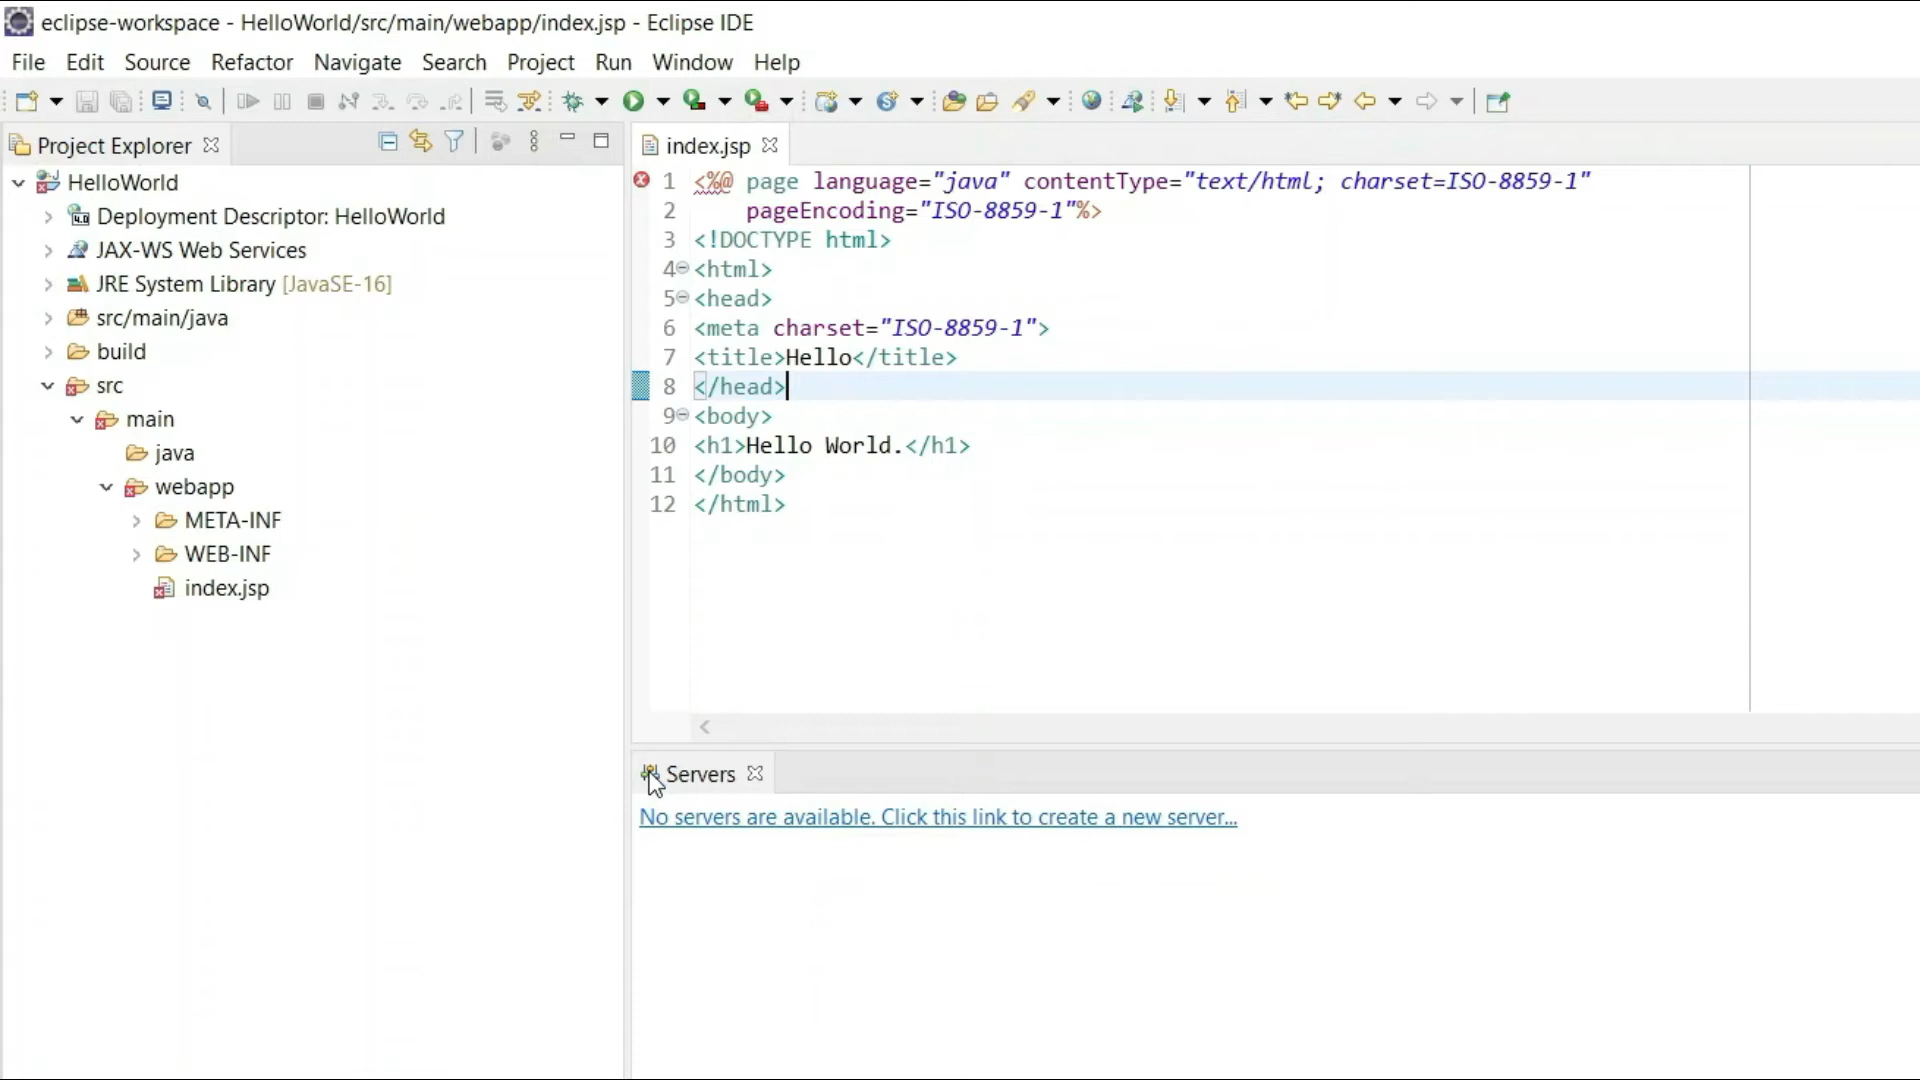 eclipse-workspace - HelloWorld/src/main/webapp/index.jsp - Eclipse IDE
File Edit Source Refactor Navigate Search Project Run Window Help
Project Explorer
HelloWorld
Deployment Descriptor: HelloWorld
JAX-WS Web Services
JRE System Library [JavaSE-16]
src/main/java
build
src
main
java
webapp
META-INF
WEB-INF
index.jsp
index.jsp
1 <%@ page language="java" contentType="text/html; charset=ISO-8859-1"
2 pageEncoding="ISO-8859-1"%>
3 <!DOCTYPE html>
4 <html>
5 <head>
6 <meta charset="ISO-8859-1">
7 <title>Hello</title>
8 </head>
9 <body>
10 <h1>Hello World.</h1>
11 </body>
12 </html>
Servers
No servers are available. Click this link to create a new server...